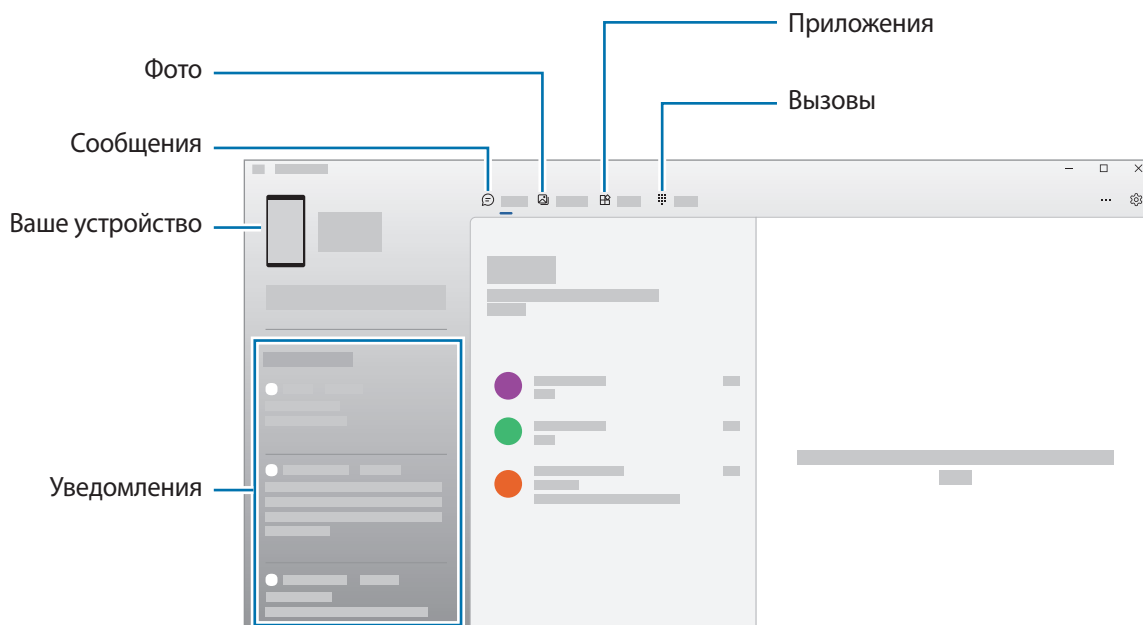 Приложения
Фото
Вызовы
Сообщения
Ваше устройство
Уведомления